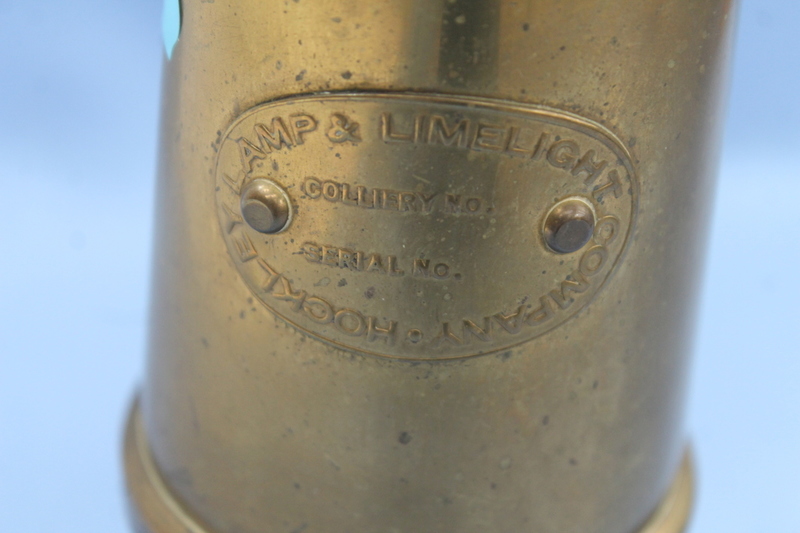 LAMP & LIMELIGHT COMPANY · HOCKLEY
COLLIERY No.
SERIAL No.